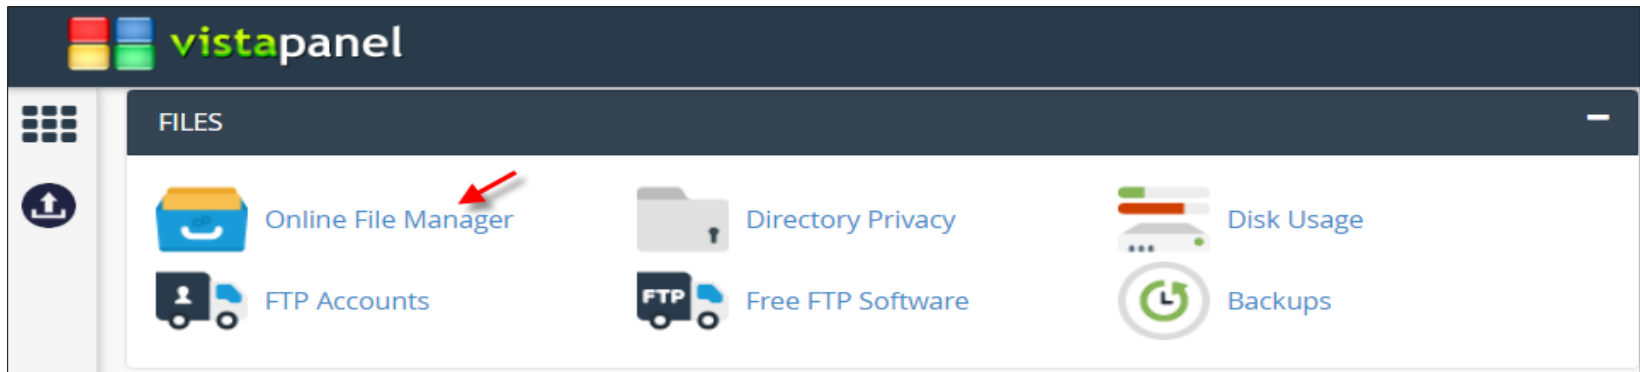 vistapanel
FILES
Online File Manager
Directory Privacy
Disk Usage
FTP Accounts
FTP
Free FTP Software
Backups